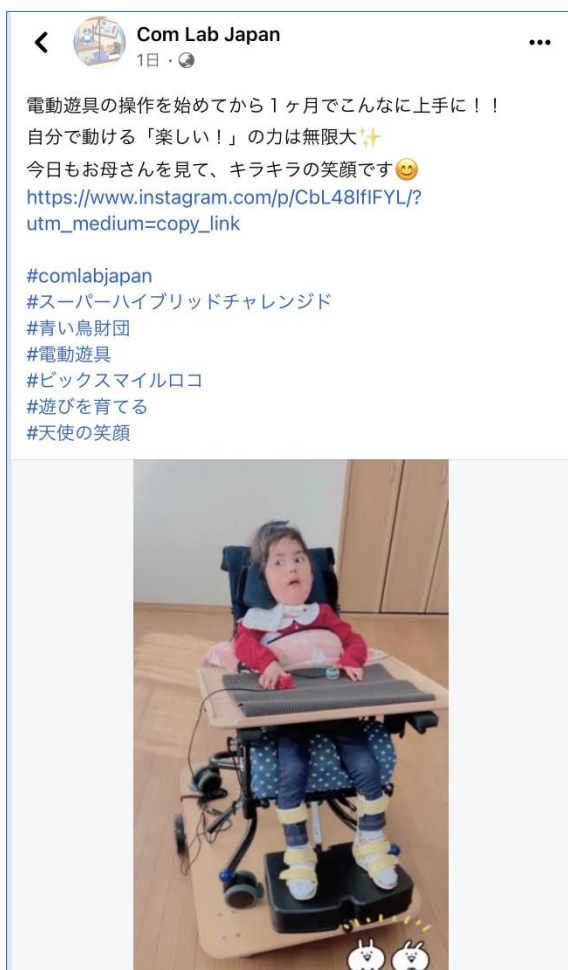 Com Lab Japan
1日
電動遊具の操作を始めてから１ヶ月でこんなに上手に！！
自分で動ける「楽しい！」の力は無限大✨
今日もお母さんを見て、キラキラの笑顔です😊
https://www.instagram.com/p/CbL48lflFYL/?
utm_medium=copy_link
#comlabjapan
#スーパーハイブリッドチャレンジド
#青い鳥財団
#電動遊具
#ビックスマイルロコ
#遊びを育てる
#天使の笑顔